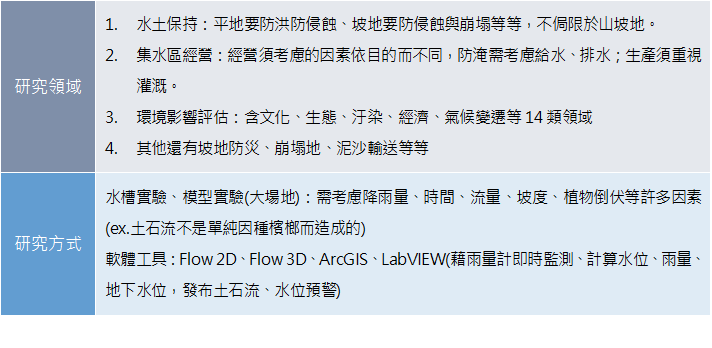 研究領域
1. 水土保持：平地要防洪防侵蝕、坡地要防侵蝕與崩塌等等，不侷限於山坡地。
2. 集水區經營：經營須考慮的因素依目的而不同，防淹需考慮給水、排水；生產須重視
灌溉。
3. 環境影響評估：含文化、生態、汙染、經濟、氣候變遷等 14 類領域
4. 其他還有坡地防災、崩塌地、泥沙輸送等等
研究方式
水槽實驗、模型實驗(大場地)：需考慮降雨量、時間、流量、坡度、植物倒伏等許多因素
(ex.土石流不是單純因種檳榔而造成的)
軟體工具：Flow 2D、Flow 3D、ArcGIS、LabVIEW(藉雨量計即時監測、計算水位、雨量、
地下水位，發布土石流、水位預警)